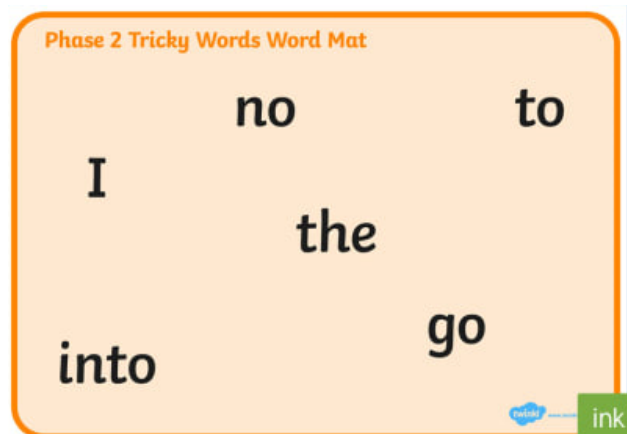 Phase 2 Tricky Words Word Mat
no to
I
the
go
into
twinkl
ink